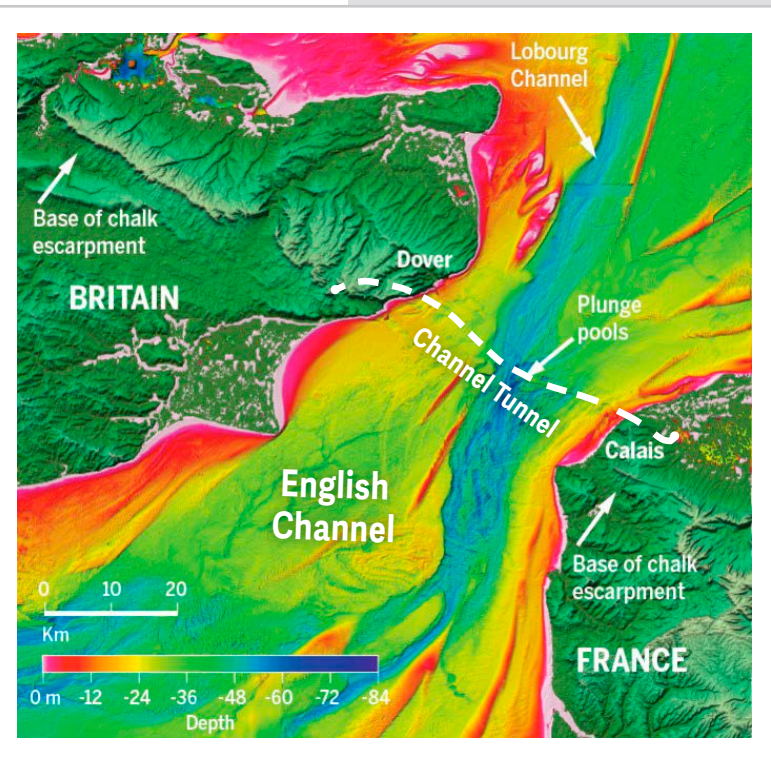 Lobourg
Channel
Base of chalk
escarpment
Dover
BRITAIN
Plunge
pools
Channel Tunnel
Calais
English
Channel
Base of chalk
escarpment
0 10 20
Km
FRANCE
0 m -12 -24 -36 -48 -60 -72 -84
Depth